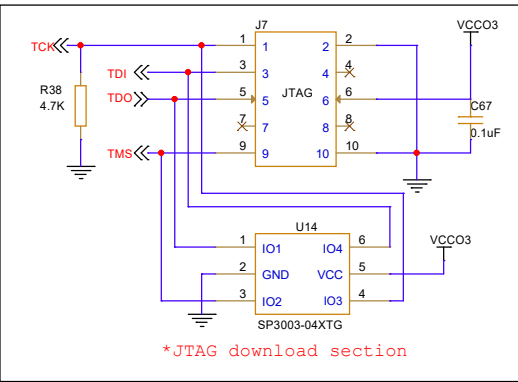 J7
VCCO3
TCK
1 1 2 2
TDI
3 3 4 4
R38
4.7K
TDO
5 5 JTAG 6 6
C67
0.1uF
7 7 8 8
TMS
9 9 10 10
U14
VCCO3
1 IO1 IO4 6
2 GND VCC 5
3 IO2 IO3 4
SP3003-04XTG
*JTAG download section